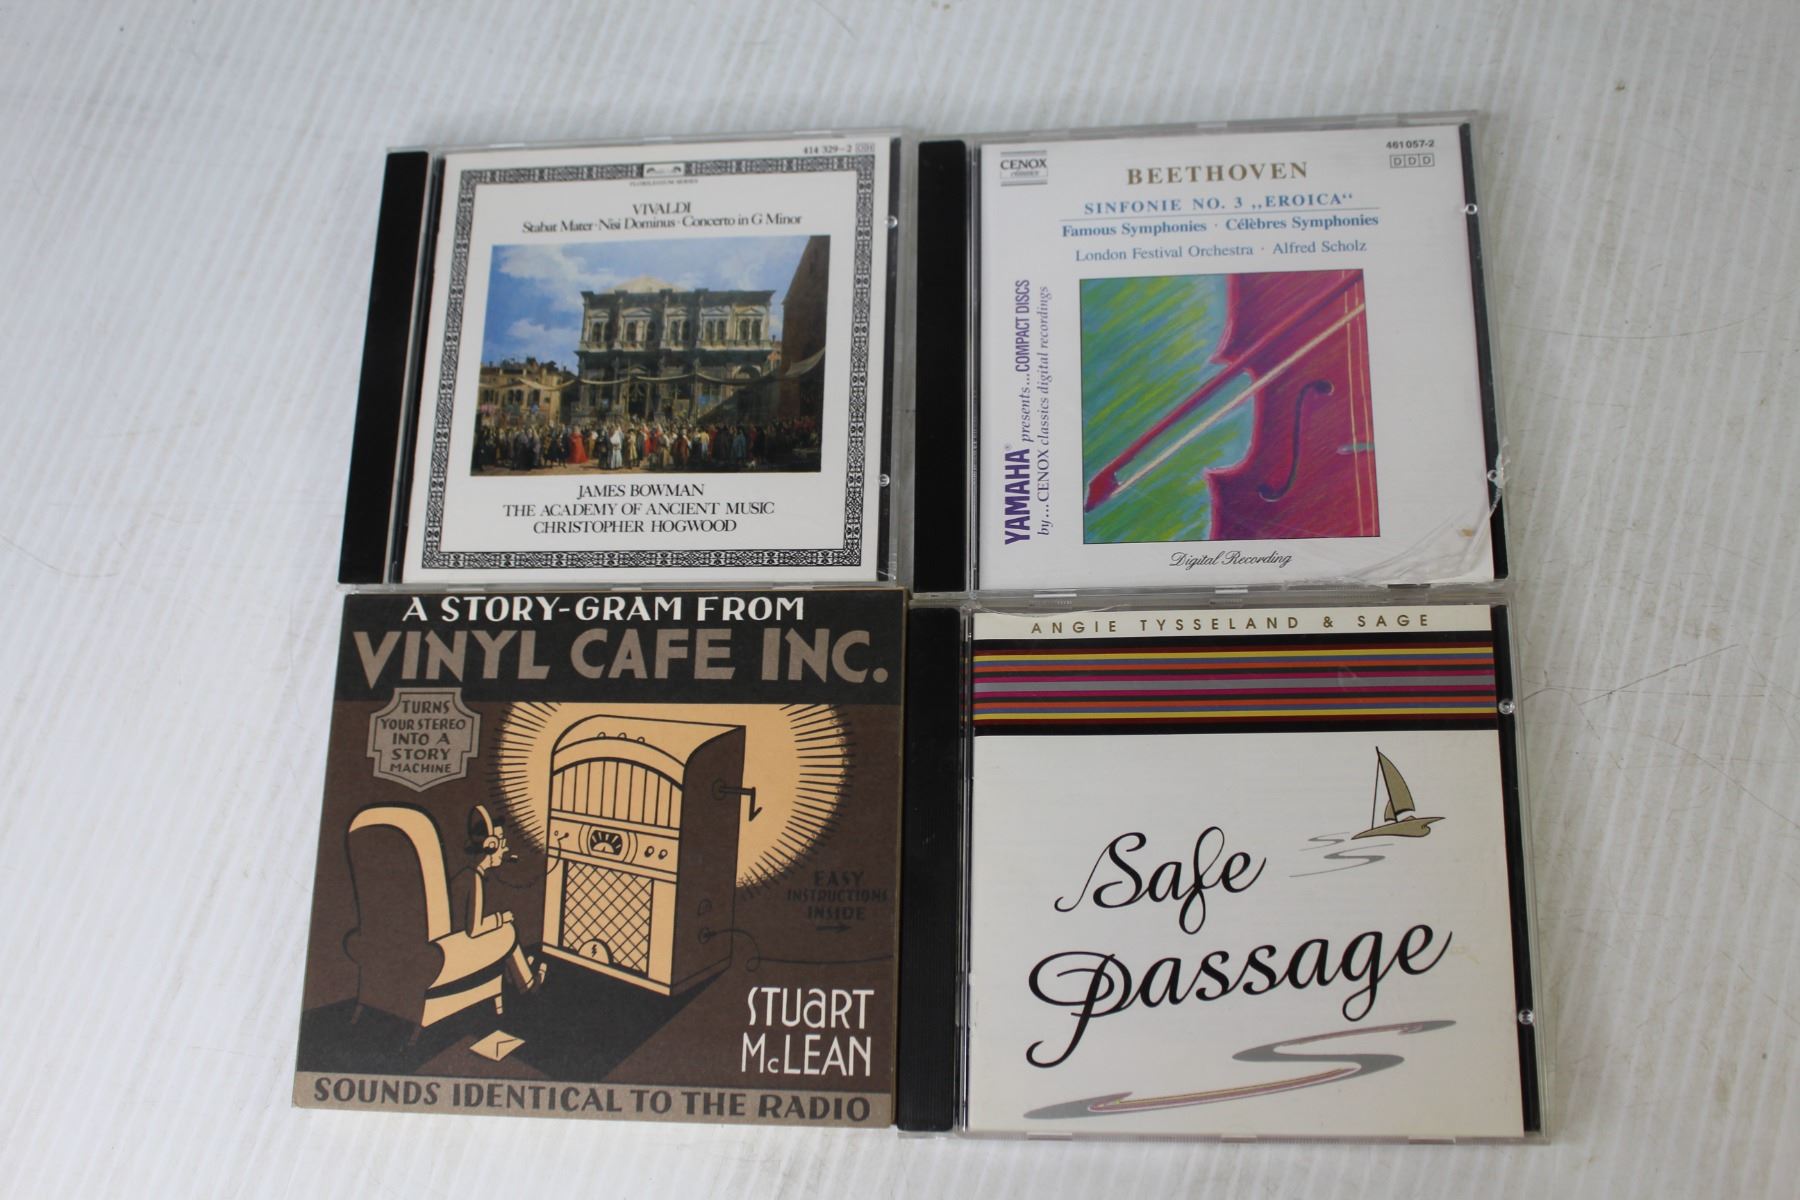 414 329-2 OH
FLORILEGIUM SERIES
VIVALDI
Stabat Mater · Nisi Dominus · Concerto in G Minor
JAMES BOWMAN
THE ACADEMY OF ANCIENT MUSIC
CHRISTOPHER HOGWOOD
CENOX
classics
461 057-2
DDD
BEETHOVEN
SINFONIE NO. 3 „EROICA“
Famous Symphonies · Célèbres Symphonies
London Festival Orchestra · Alfred Scholz
YAMAHA® presents...COMPACT DISCS
by...CENOX classics digital recordings
Digital Recording
A STORY-GRAM FROM
VINYL CAFE INC.
TURNS
YOUR STEREO
INTO A
STORY
MACHINE
EASY
INSTRUCTIONS
INSIDE
STUART
McLEAN
SOUNDS IDENTICAL TO THE RADIO
ANGIE TYSSELAND & SAGE
Safe
Passage